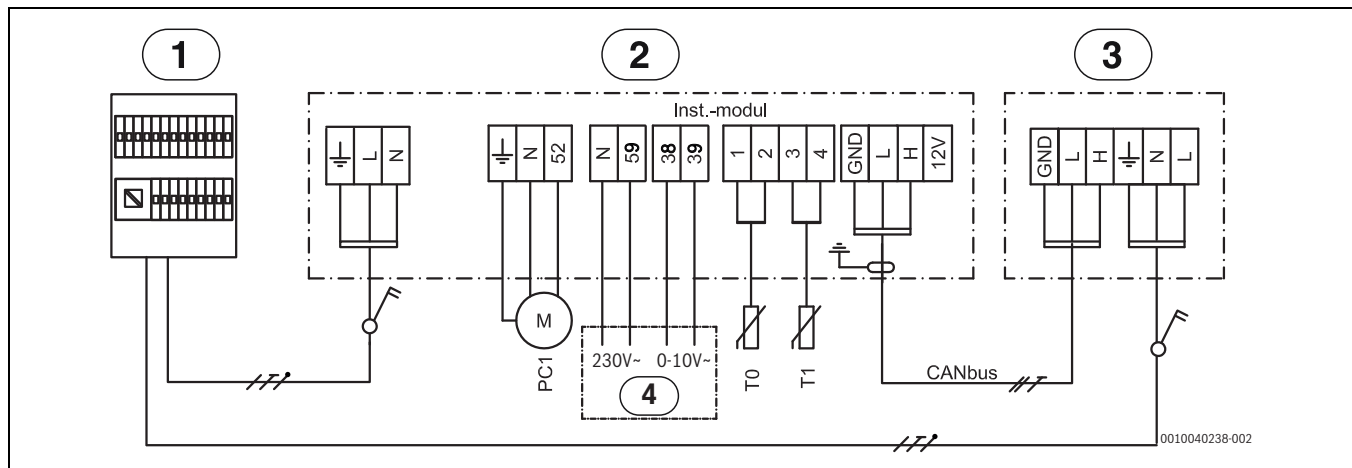 1
2
3
Inst.-modul
L
N
N
52
N
59
38
39
1
2
3
4
GND
L
H
12V
GND
L
H
N
L
M
PC1
230V~
0-10V~
4
T0
T1
CANbus
0010040238-002